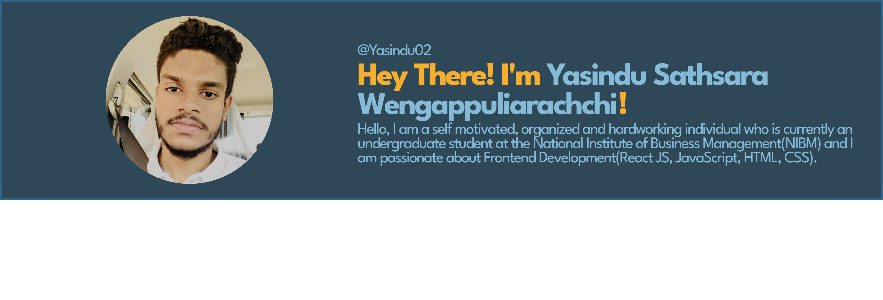 @Yasindu02
Hey There! I'm Yasindu Sathsara
Wengappuliarachchi!
Hello, I am a self motivated, organized and hardworking individual who is currently an
undergraduate student at the National Institute of Business Management(NIBM) and I
am passionate about Frontend Development(React JS, JavaScript, HTML, CSS).